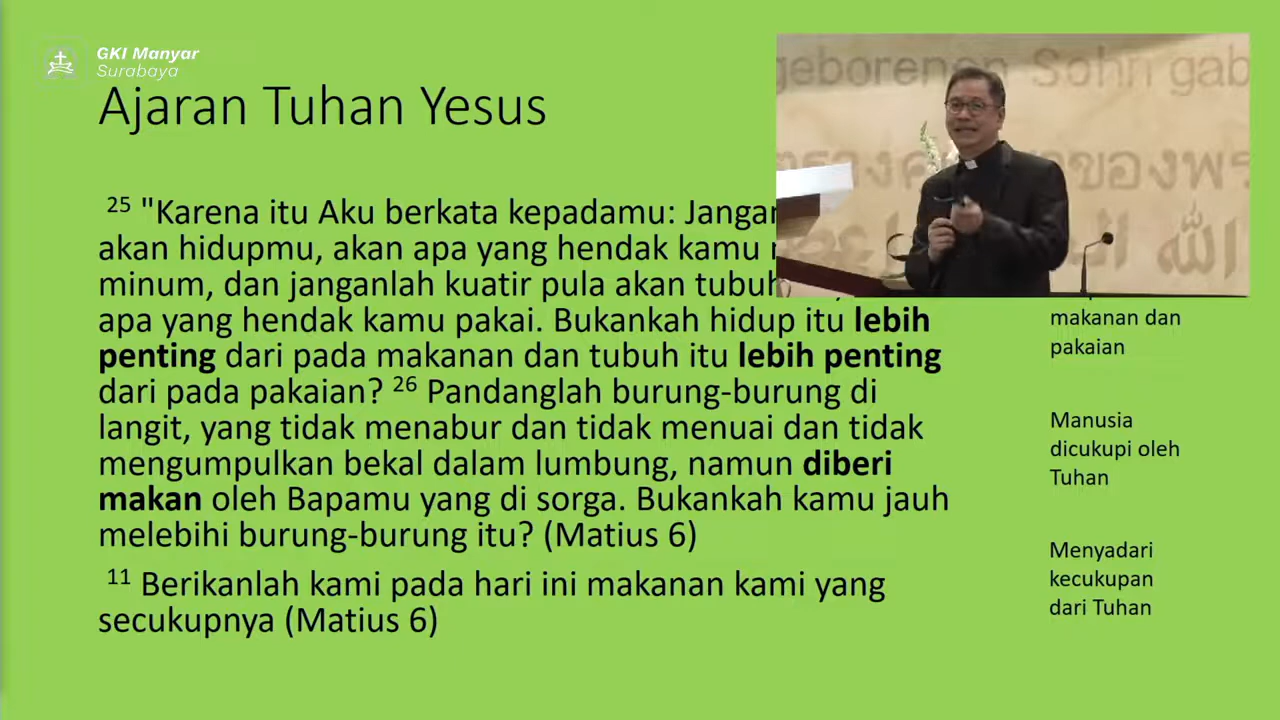 GKI Manyar
Surabaya
Ajaran Tuhan Yesus
geborenen Sohn gab
25 "Karena itu Aku berkata kepadamu: Jangan
akan hidupmu, akan apa yang hendak kamu
minum, dan janganlah kuatir pula akan tubuh
apa yang hendak kamu pakai. Bukankah hidup itu lebih
penting dari pada makanan dan tubuh itu lebih penting
dari pada pakaian? 26 Pandanglah burung-burung di
langit, yang tidak menabur dan tidak menuai dan tidak
mengumpulkan bekal dalam lumbung, namun diberi
makan oleh Bapamu yang di sorga. Bukankah kamu jauh
melebihi burung-burung itu? (Matius 6)
11 Berikanlah kami pada hari ini makanan kami yang
secukupnya (Matius 6)
makanan dan
pakaian
Manusia
dicukupi oleh
Tuhan
Menyadari
kecukupan
dari Tuhan